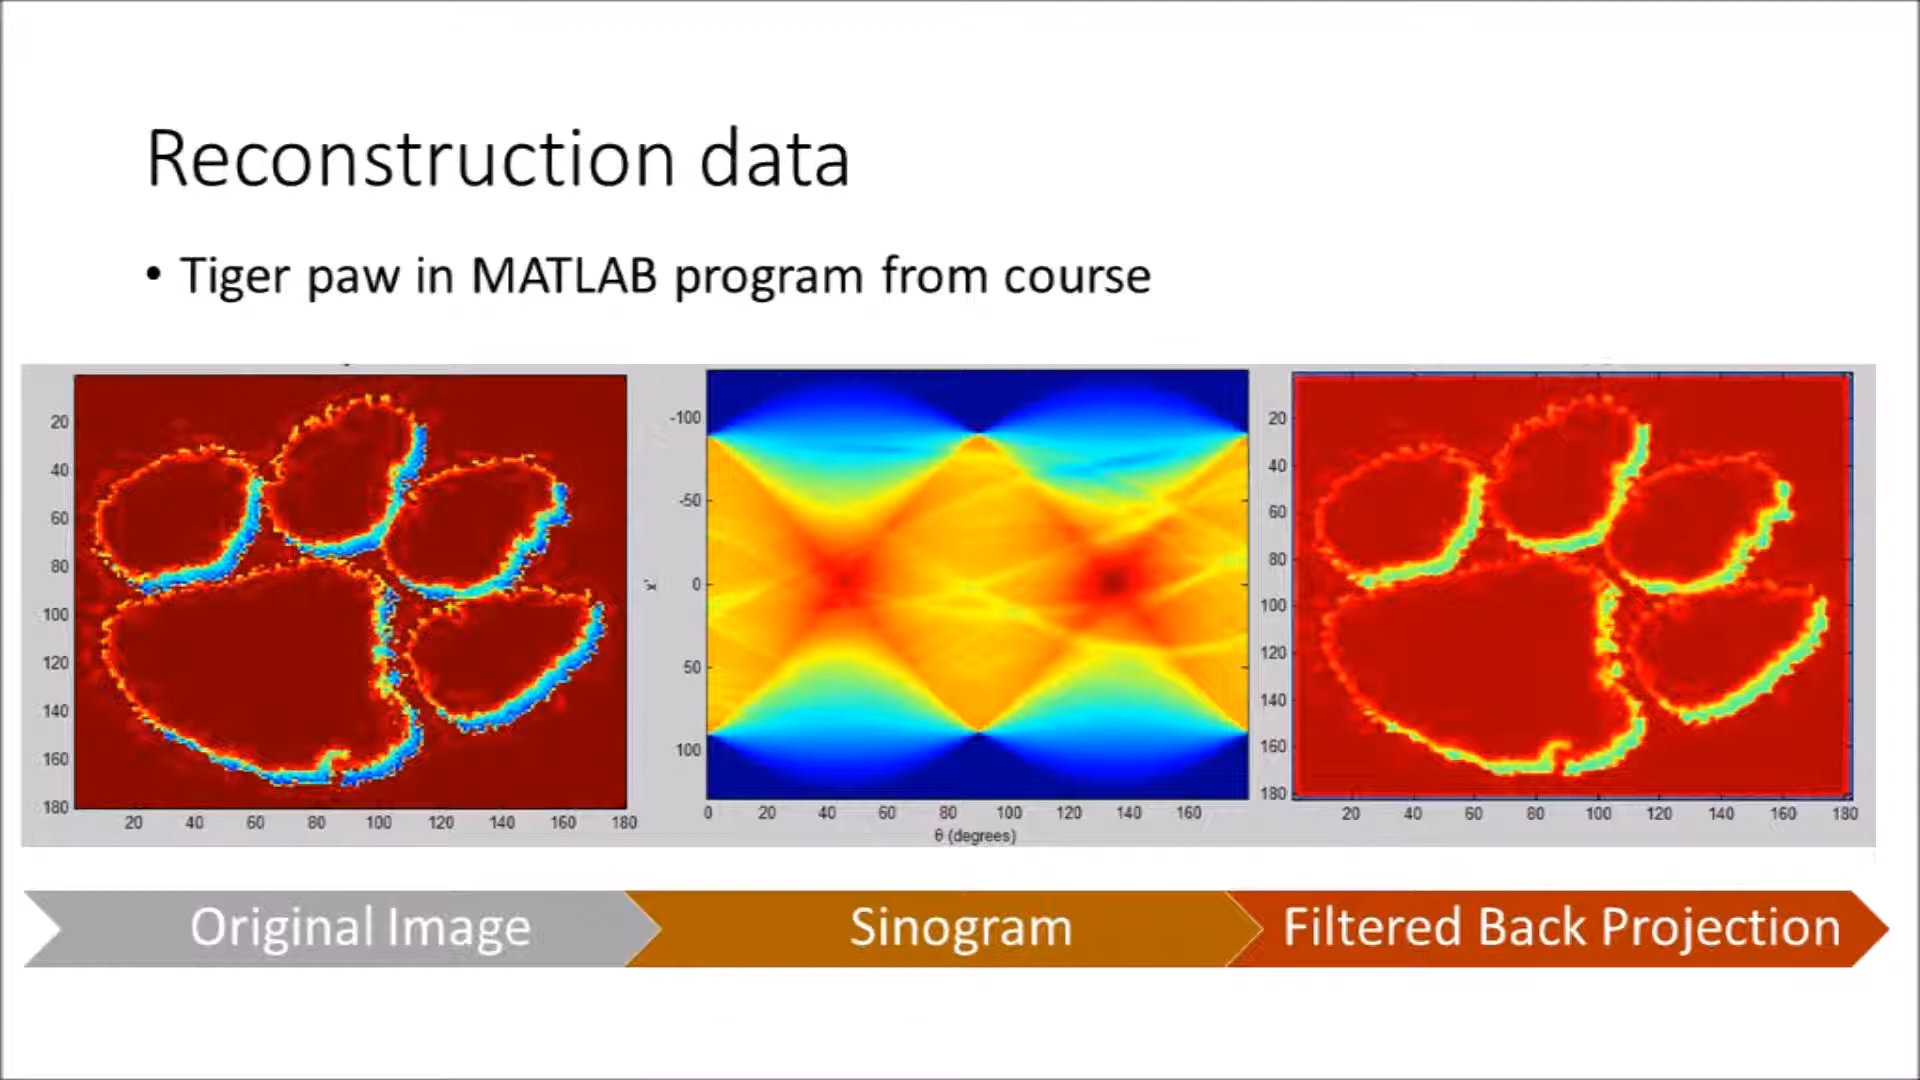 Reconstruction data
• Tiger paw in MATLAB program from course
20
40
60
80
100
120
140
160
180
20 40 60 80 100 120 140 160 180
x'
-100
-50
0
50
100
0 20 40 60 80 100 120 140 160
θ (degrees)
20
40
60
80
100
120
140
160
180
20 40 60 80 100 120 140 160 180
Original Image
Sinogram
Filtered Back Projection